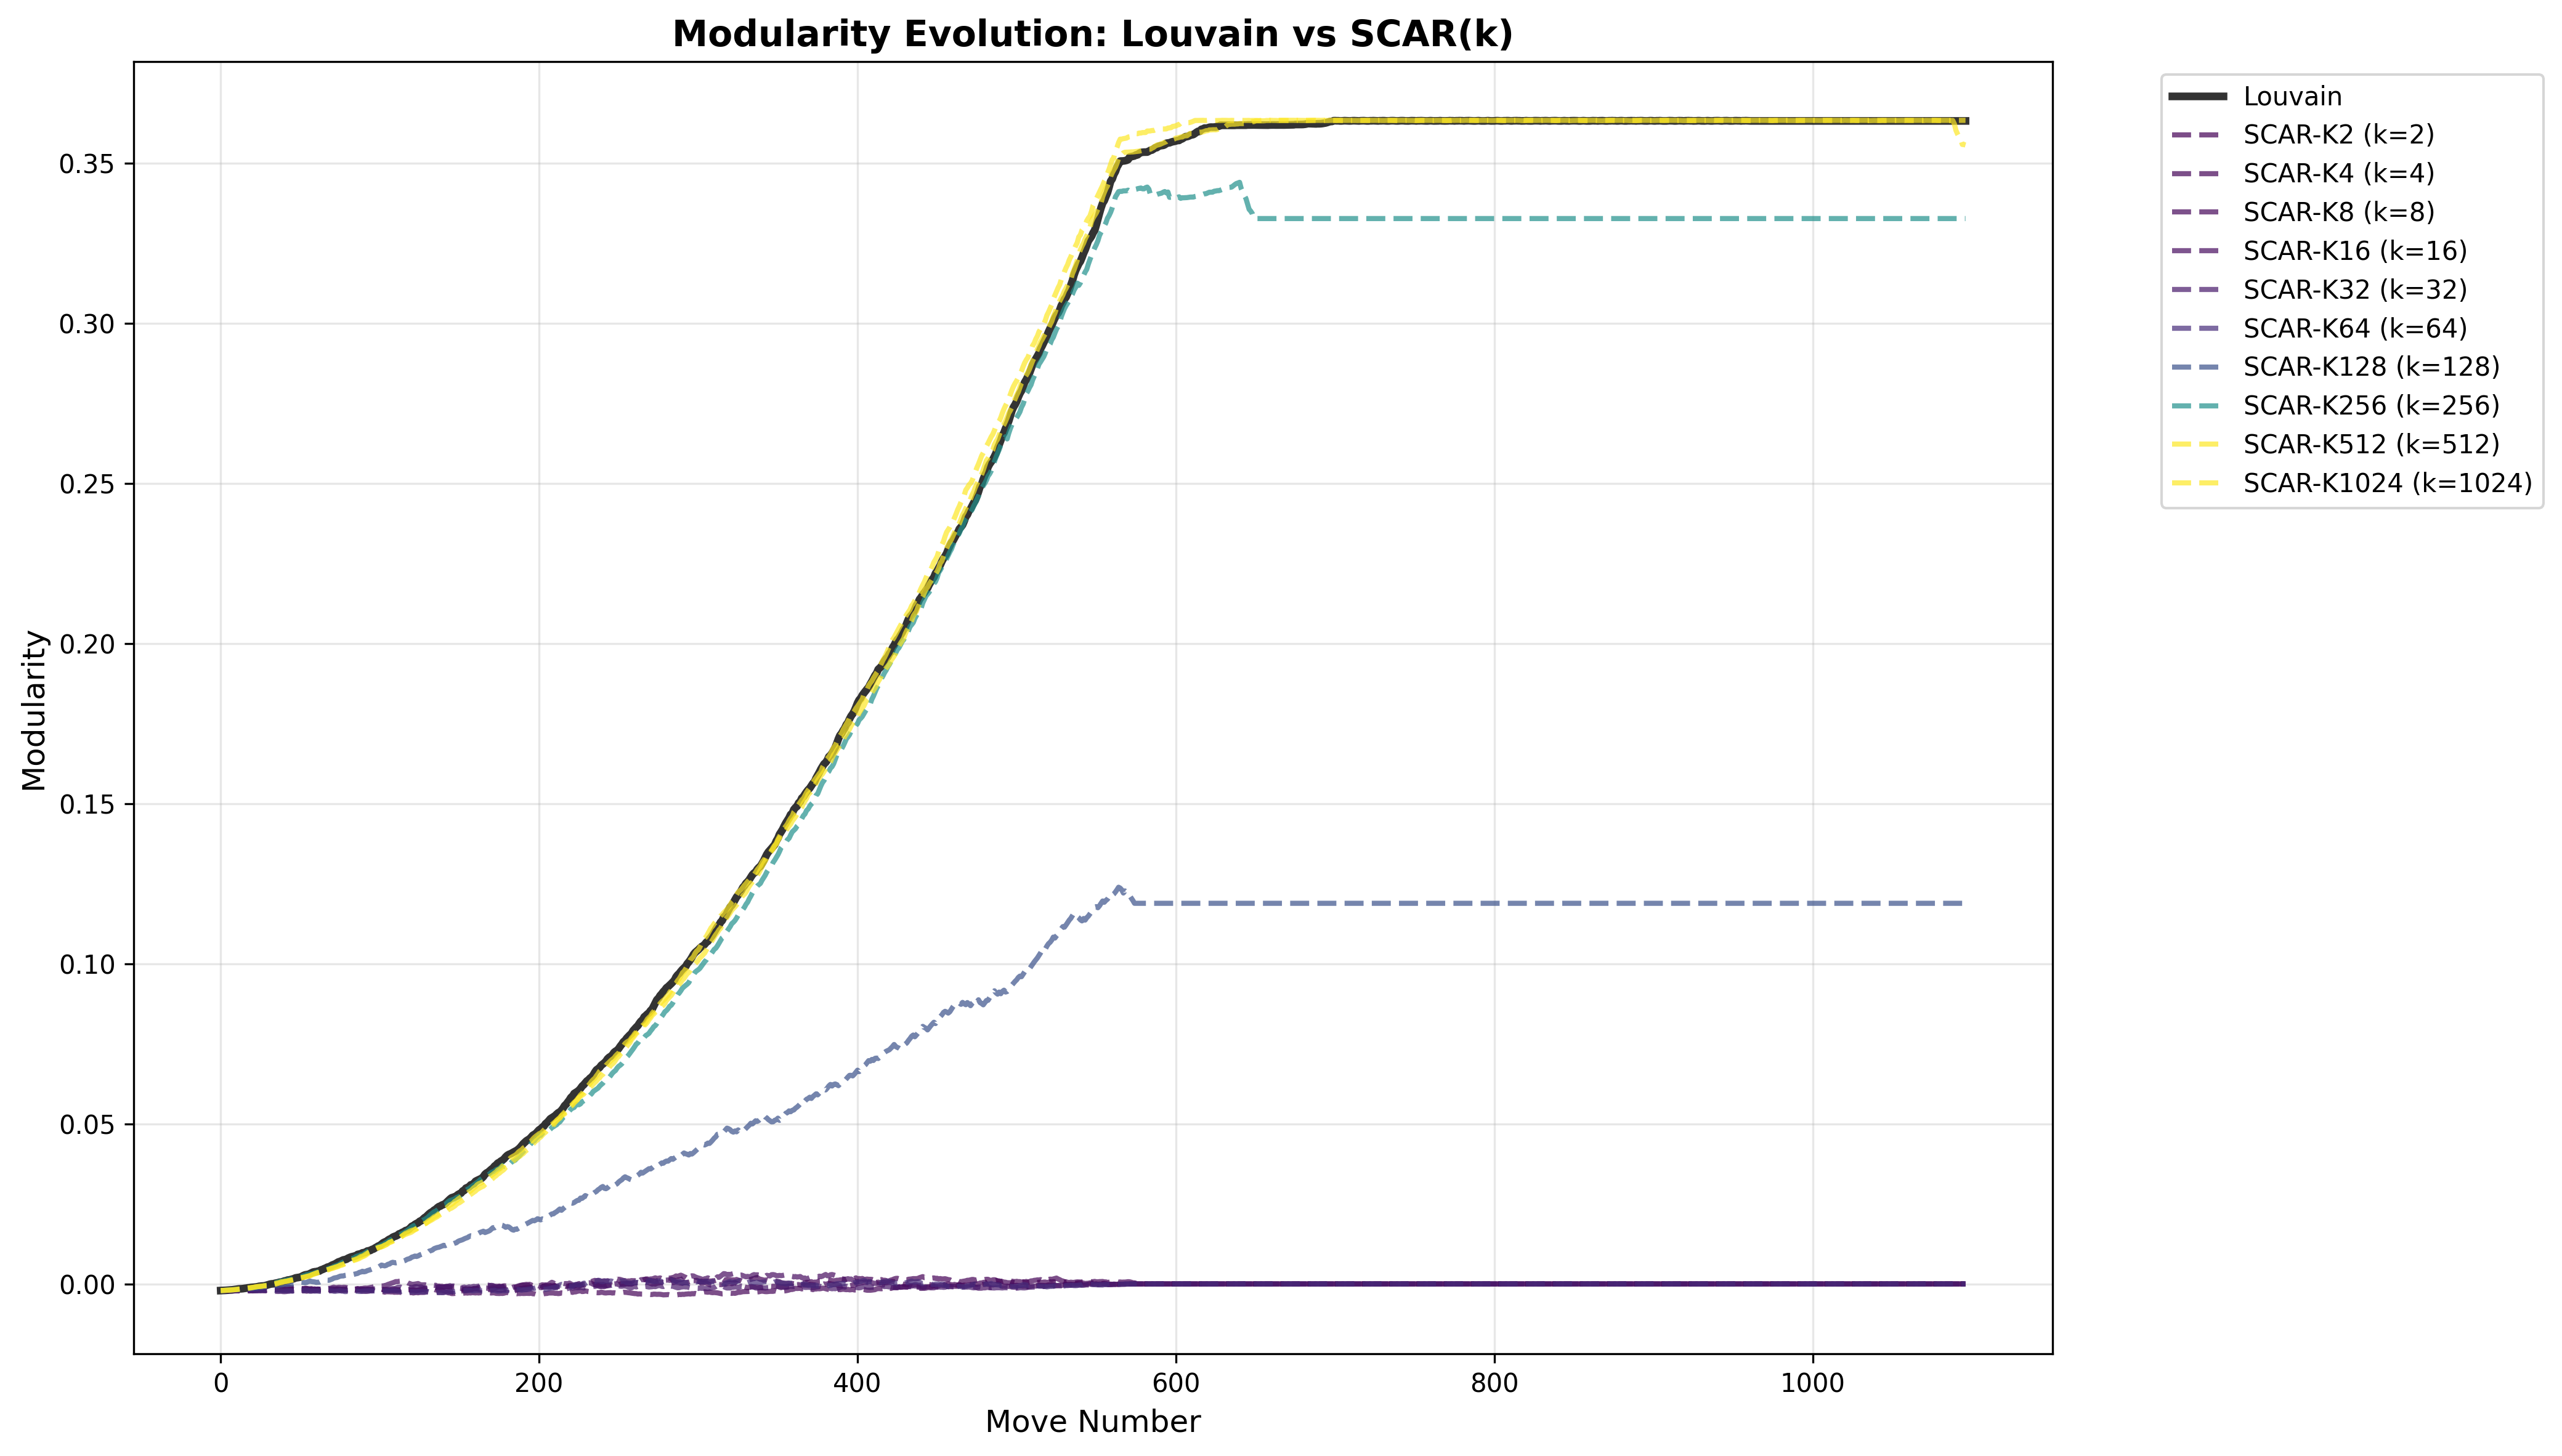 Modularity Evolution: Louvain vs SCAR(k)
Louvain
SCAR-K2 (k=2)
SCAR-K4 (k=4)
SCAR-K8 (k=8)
SCAR-K16 (k=16)
SCAR-K32 (k=32)
SCAR-K64 (k=64)
SCAR-K128 (k=128)
SCAR-K256 (k=256)
SCAR-K512 (k=512)
SCAR-K1024 (k=1024)
Modularity
0.35
0.30
0.25
0.20
0.15
0.10
0.05
0.00
0 200 400 600 800 1000
Move Number